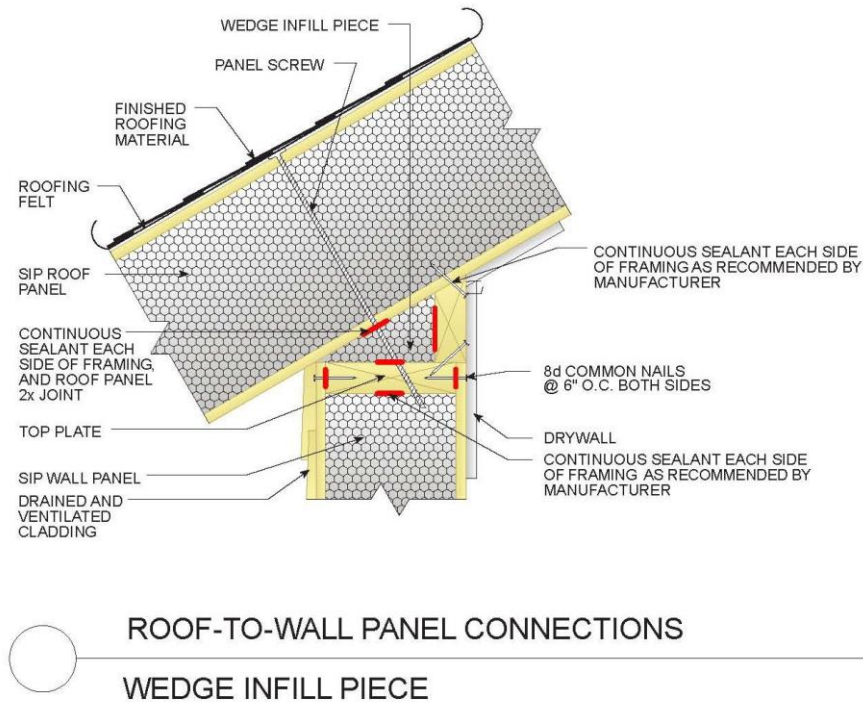 WEDGE INFILL PIECE
PANEL SCREW
FINISHED
ROOFING
MATERIAL
ROOFING
FELT
SIP ROOF
PANEL
CONTINUOUS
SEALANT EACH
SIDE OF FRAMING,
AND ROOF PANEL
2x JOINT
TOP PLATE
SIP WALL PANEL
DRAINED AND
VENTILATED
CLADDING
CONTINUOUS SEALANT EACH SIDE
OF FRAMING AS RECOMMENDED BY
MANUFACTURER
8d COMMON NAILS
@ 6" O.C. BOTH SIDES
DRYWALL
CONTINUOUS SEALANT EACH SIDE
OF FRAMING AS RECOMMENDED BY
MANUFACTURER
ROOF-TO-WALL PANEL CONNECTIONS
WEDGE INFILL PIECE